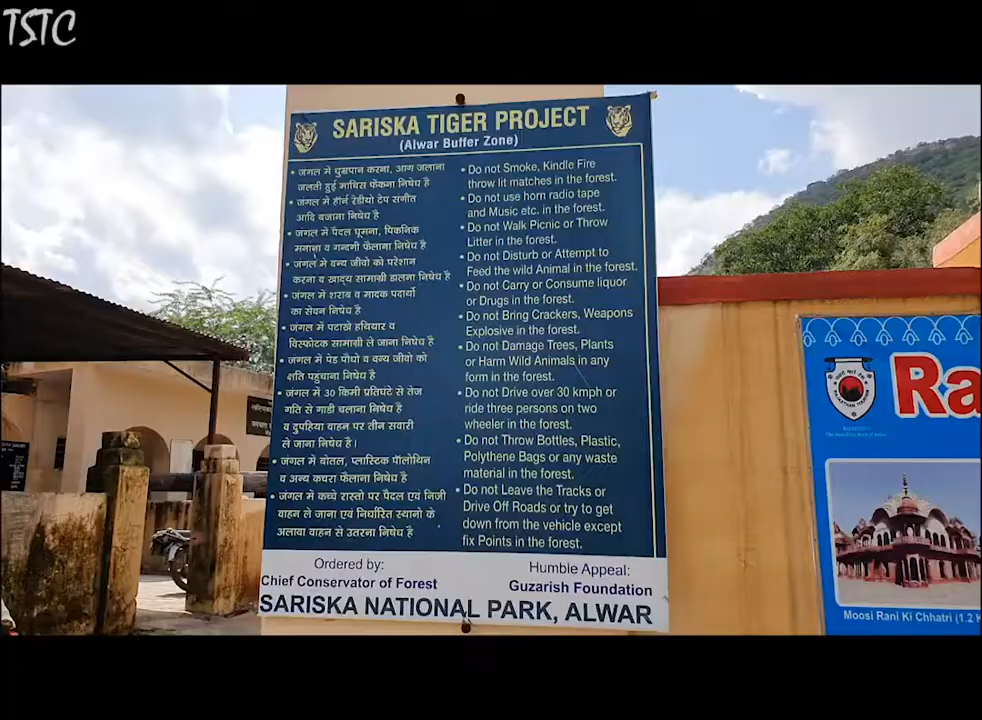 TSTC
SARISKA TIGER PROJECT
(Alwar Buffer Zone)
• जंगल में धुम्रपान करना, आग जलाना
जलती हुई माचिस फेंकना निषेध है
• जंगल में हॉर्न रेडीयो टेप संगीत
आदि बजाना निषेध है
• जंगल में पैदल घूमना, पिकनिक
मनाना व गन्दगी फैलाना निषेध है
• जंगल में वन्य जीवो को परेशान
करना व खाद्य सामाग्री डालना निषेध है
• जंगल में शराब व मादक पदार्थो
का सेवन निषेध है
• जंगल में पटाखे हथियार व
विस्फोटक सामाग्री ले जाना निषेध है
• जंगल में पेड़ पौघो व वन्य जीवो को
क्षति पहुंचाना निषेध है
• जंगल में 30 किमी प्रतिघंटे से तेज
गति से गाडी चलाना निषेध है
व दुपहिया वाहन पर तीन सवारी
ले जाना निषेध है।
• जंगल में बोतल, प्लास्टिक पॉलोथिन
व अन्य कचरा फैलाना निषेध है
• जंगल में कच्चे रास्तो पर पैदल एवं निजी
वाहन ले जाना एवं निर्धारित स्थानो के
अलावा वाहन से उतरना निषेध है
• Do not Smoke, Kindle Fire
throw lit matches in the forest.
• Do not use horn radio tape
and Music etc. in the forest.
• Do not Walk Picnic or Throw
Litter in the forest.
• Do not Disturb or Attempt to
Feed the wild Animal in the forest.
• Do not Carry or Consume liquor
or Drugs in the forest.
• Do not Bring Crackers, Weapons
Explosive in the forest.
• Do not Damage Trees, Plants
or Harm Wild Animals in any
form in the forest.
• Do not Drive over 30 kmph or
ride three persons on two
wheeler in the forest.
• Do not Throw Bottles, Plastic,
Polythene Bags or any waste
material in the forest.
• Do not Leave the Tracks or
Drive Off Roads or try to get
down from the vehicle except
fix Points in the forest.
Ordered by:
Chief Conservator of Forest
Humble Appeal:
Guzarish Foundation
SARISKA NATIONAL PARK, ALWAR
Ra
RAJASTHAN TOURISM
Moosi Rani Ki Chhatri (1.2 K